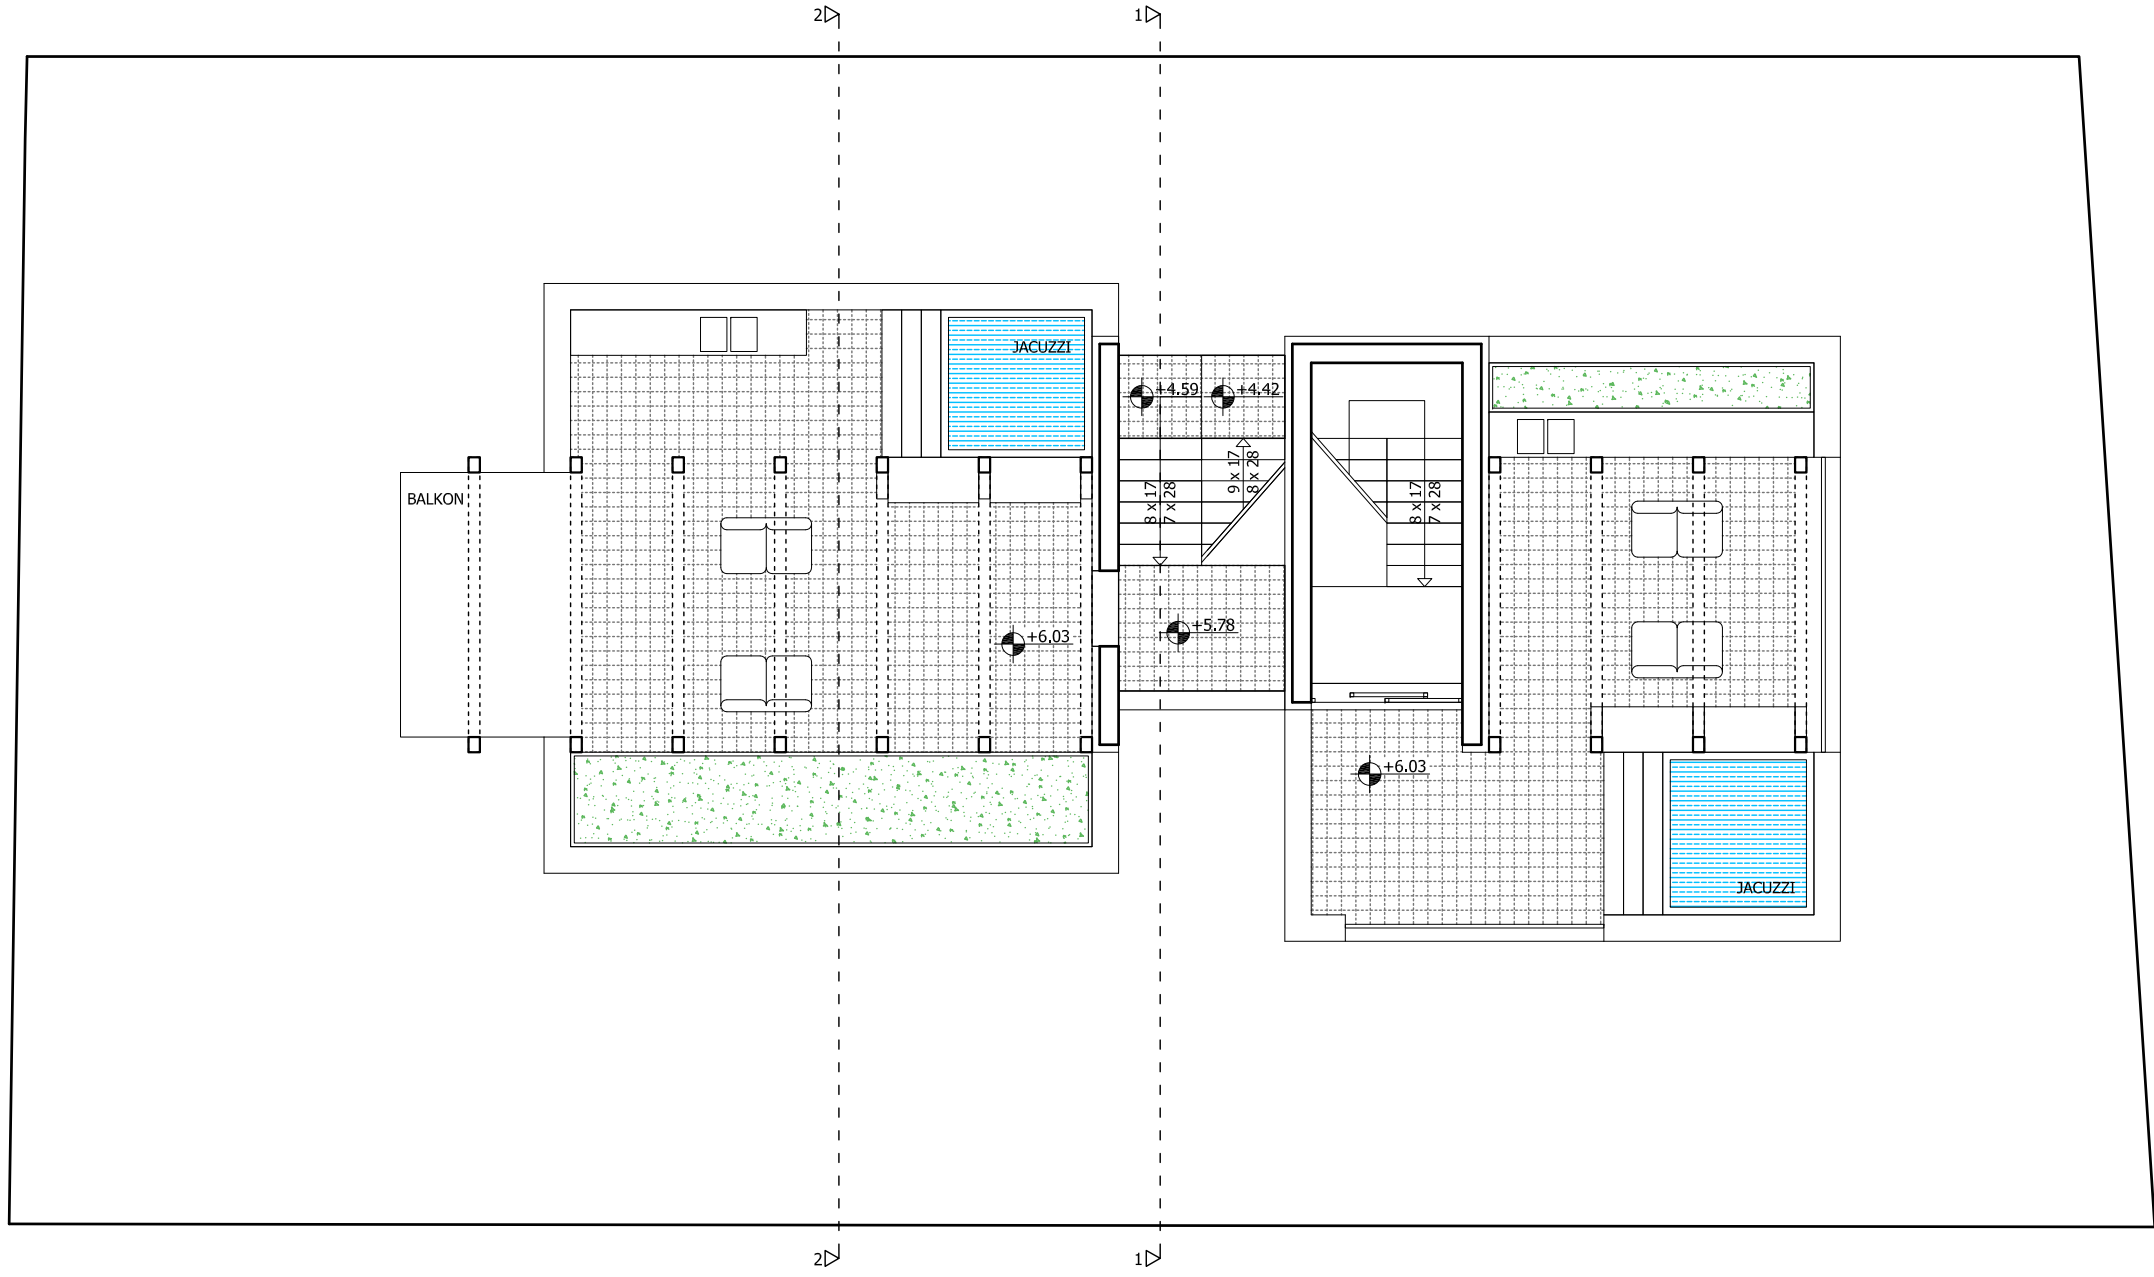 2
1
JACUZZI
+4.59
+4.42
BALKON
8 x 17
7 x 28
9 x 17
8 x 28
8 x 17
7 x 28
+6.03
+5.78
+6.03
JACUZZI
2
1